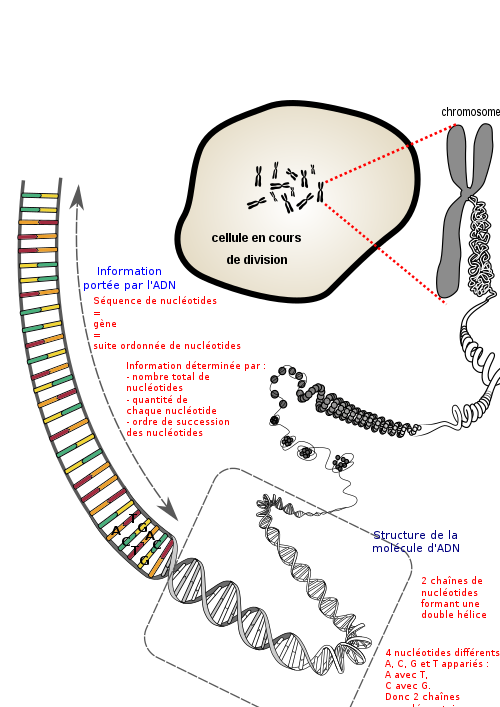 chromosome
cellule en cours
de division
Information
portée par l'ADN
Séquence de nucléotides
=
gène
=
suite ordonnée de nucléotides
Information déterminée par :
- nombre total de
nucléotides
- quantité de
chaque nucléotide
- ordre de succession
des nucléotides
T G A C
A C T G
Structure de la
molécule d'ADN
2 chaînes de
nucléotides
formant une
double hélice
4 nucléotides différents
A, C, G et T appariés :
A avec T,
C avec G.
Donc 2 chaînes